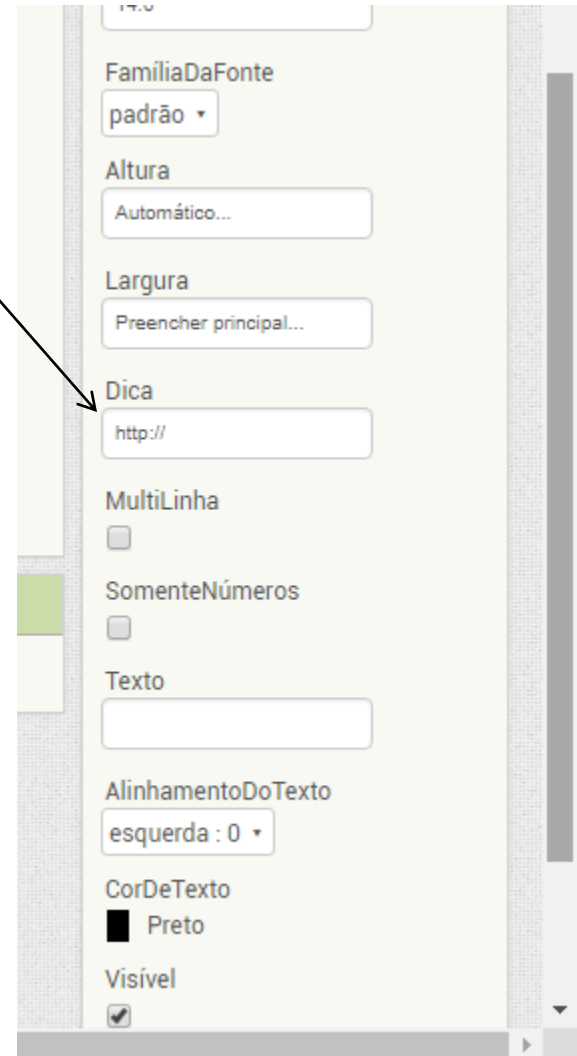 FamíliaDaFonte
padrão
Altura
Automático...
Largura
Preencher principal...
Dica
http://
MultiLinha
SomenteNúmeros
Texto
AlinhamentoDoTexto
esquerda : 0
CorDeTexto
Preto
Visível